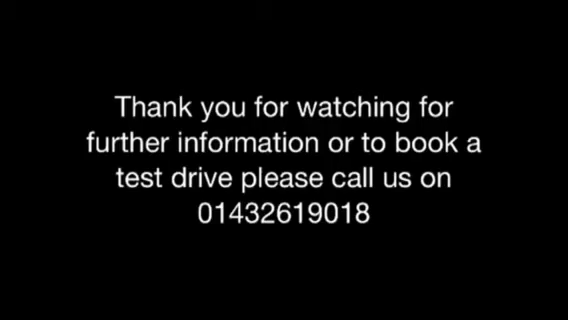 Thank you for watching for
further information or to book a
test drive please call us on
01432619018